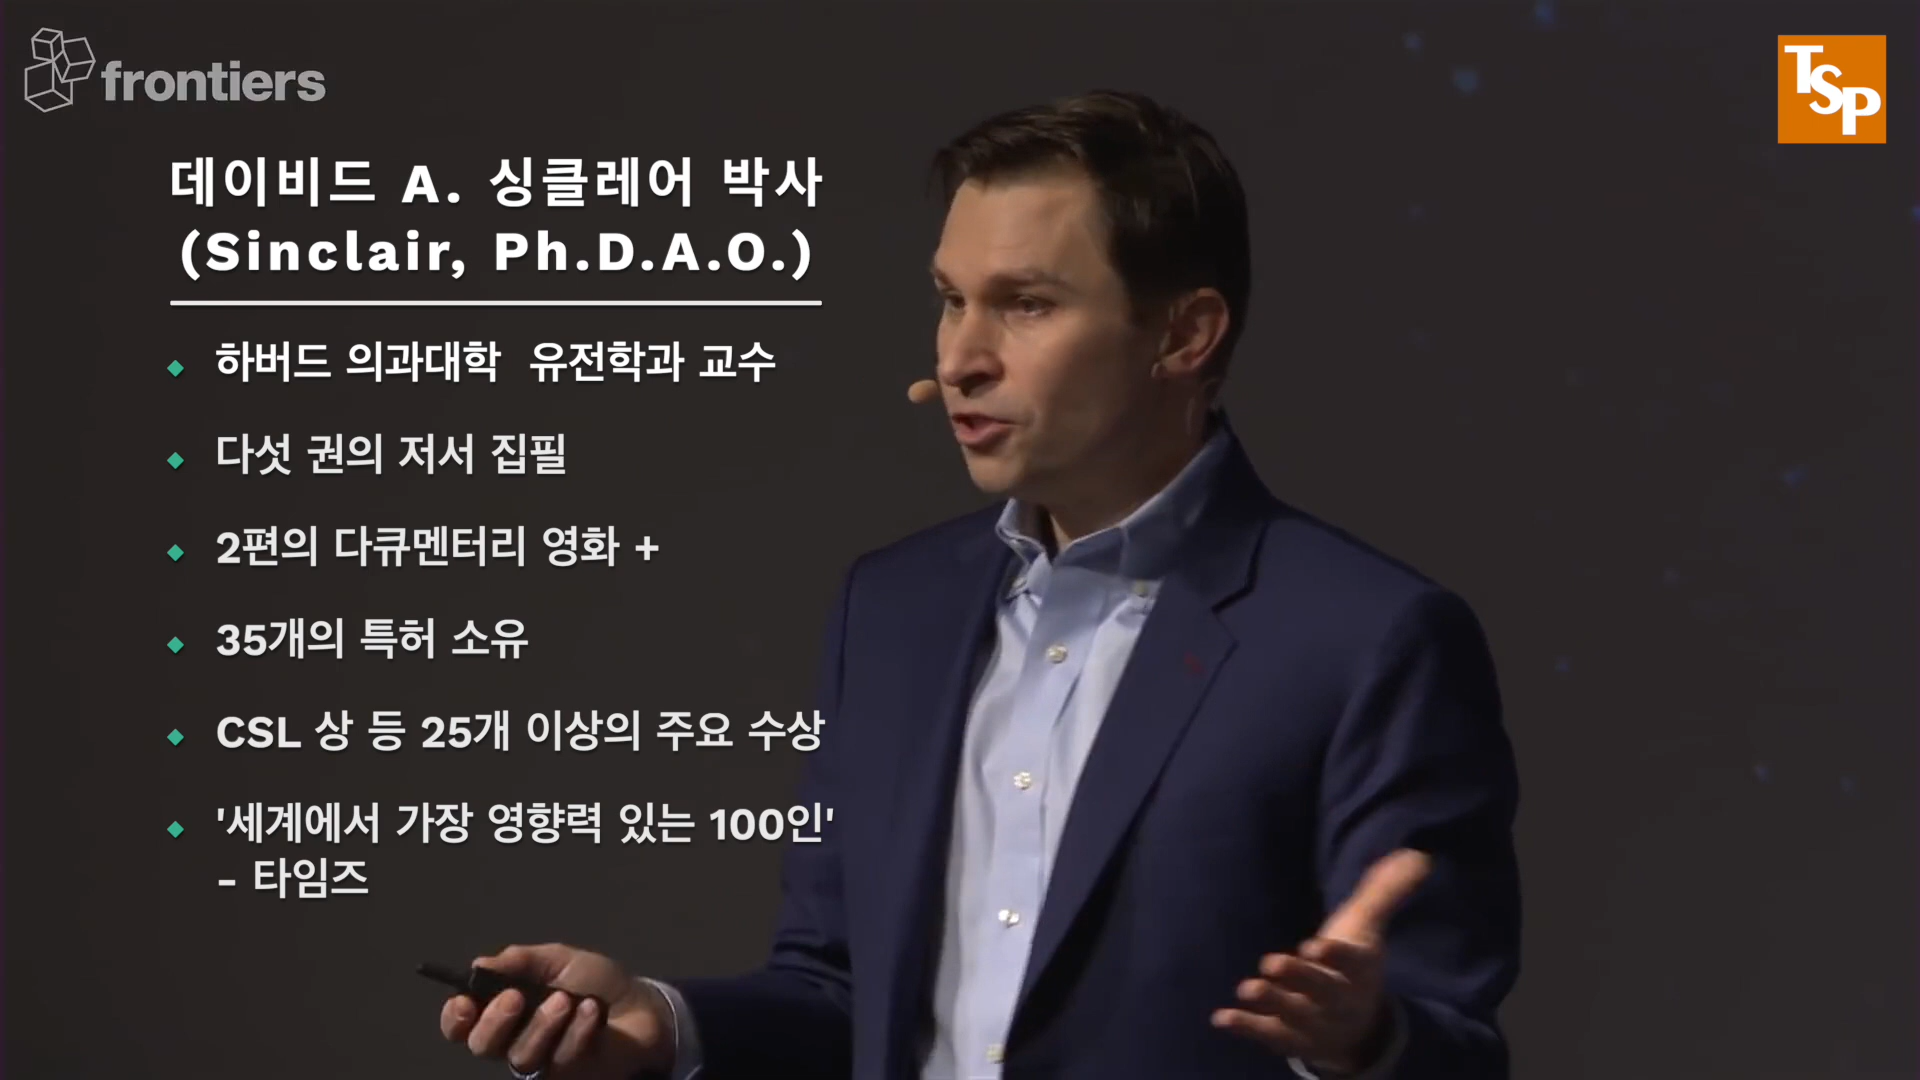 frontiers
TSP
데이비드 A. 싱클레어 박사
(Sinclair, Ph.D.A.O.)
하버드 의과대학 유전학과 교수
다섯 권의 저서 집필
2편의 다큐멘터리 영화 +
35개의 특허 소유
CSL 상 등 25개 이상의 주요 수상
'세계에서 가장 영향력 있는 100인'
- 타임즈